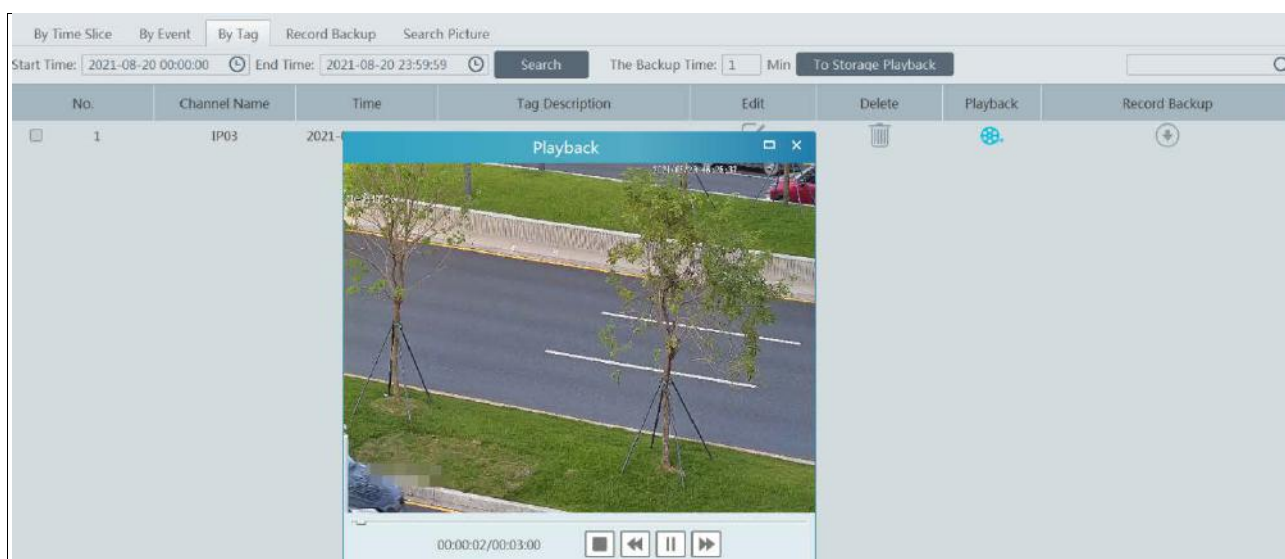 By Time Slice By Event By Tag Record Backup Search Picture
Start Time: 2021-08-20 00:00:00 End Time: 2021-08-20 23:59:59 Search The Backup Time: 1 Min To Storage Playback
No. Channel Name Time Tag Description Edit Delete Playback Record Backup
1 IP03 2021-
Playback
00:00:02/00:03:00